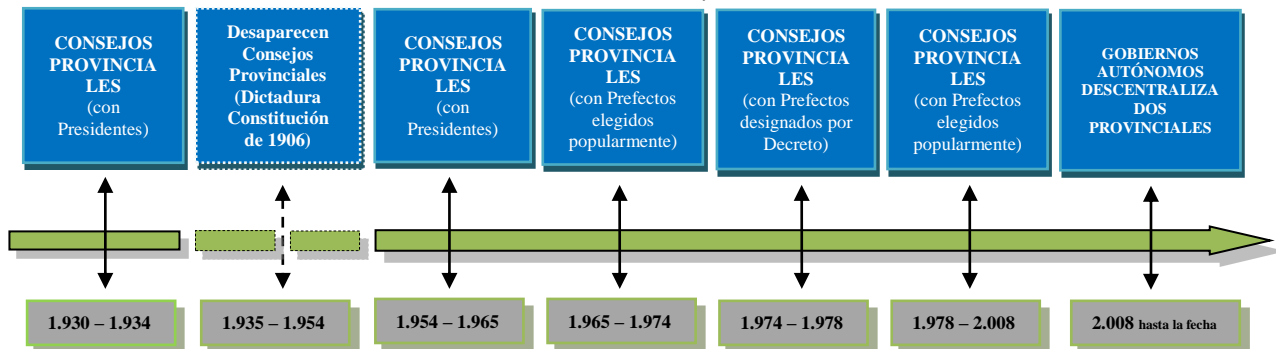 CONSEJOS
PROVINCIA
LES
(con
Presidentes)
Desaparecen
Consejos
Provinciales
(Dictadura
Constitución
de 1906)
CONSEJOS
PROVINCIA
LES
(con
Presidentes)
CONSEJOS
PROVINCIA
LES
(con Prefectos
elegidos
popularmente)
CONSEJOS
PROVINCIA
LES
(con Prefectos
designados por
Decreto)
CONSEJOS
PROVINCIA
LES
(con Prefectos
elegidos
popularmente)
GOBIERNOS
AUTÓNOMOS
DESCENTRALIZA
DOS
PROVINCIALES
1.930 – 1.934
1.935 – 1.954
1.954 – 1.965
1.965 – 1.974
1.974 – 1.978
1.978 – 2.008
2.008 hasta la fecha